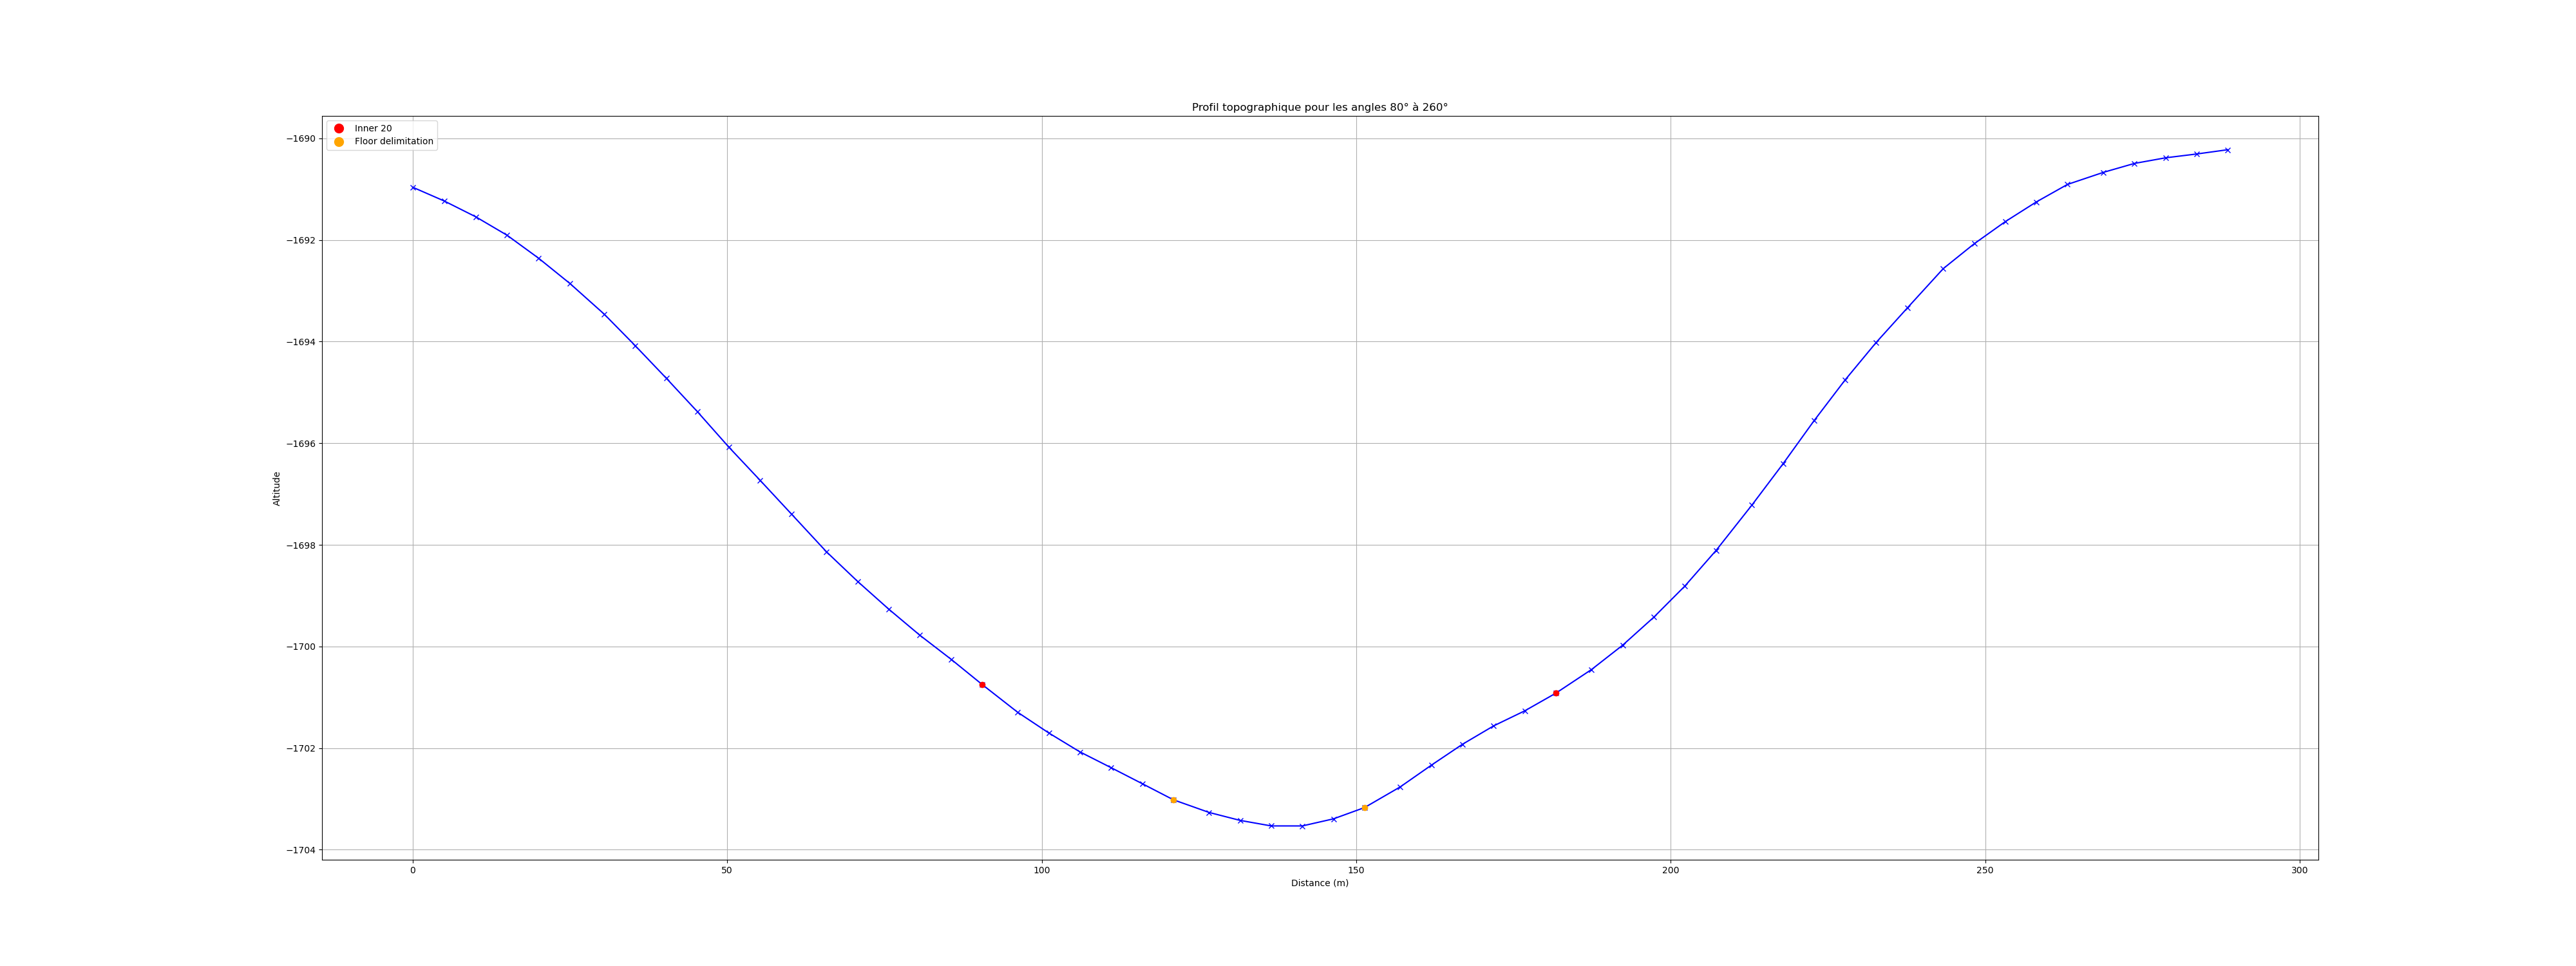 Profil topographique pour les angles 80° à 260°
Inner 20
Floor delimitation
−1690
−1692
−1694
−1696
−1698
−1700
−1702
−1704
Altitude
0 50 100 150 200 250 300
Distance (m)